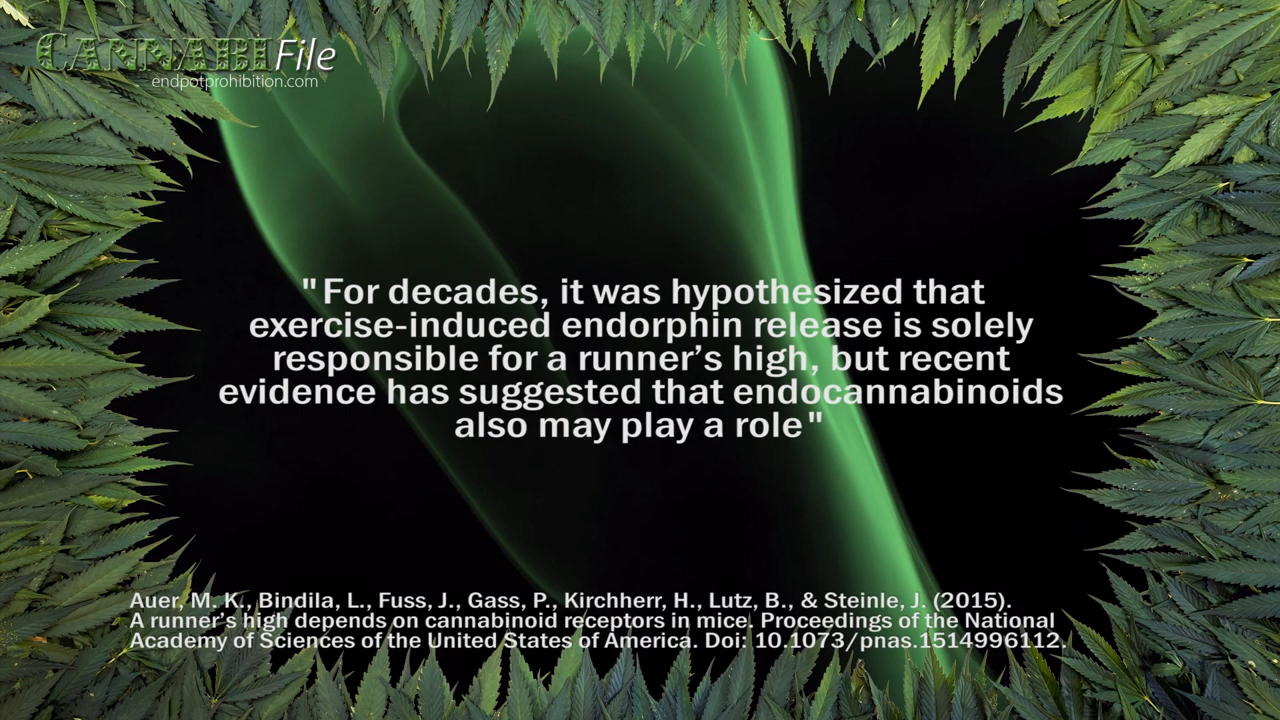 CANNABIFile
endpotprohibition.com
"For decades, it was hypothesized that
exercise-induced endorphin release is solely
responsible for a runner’s high, but recent
evidence has suggested that endocannabinoids
also may play a role"
Auer, M. K., Bindila, L., Fuss, J., Gass, P., Kirchherr, H., Lutz, B., & Steinle, J. (2015).
A runner’s high depends on cannabinoid receptors in mice. Proceedings of the National
Academy of Sciences of the United States of America. Doi: 10.1073/pnas.1514996112.